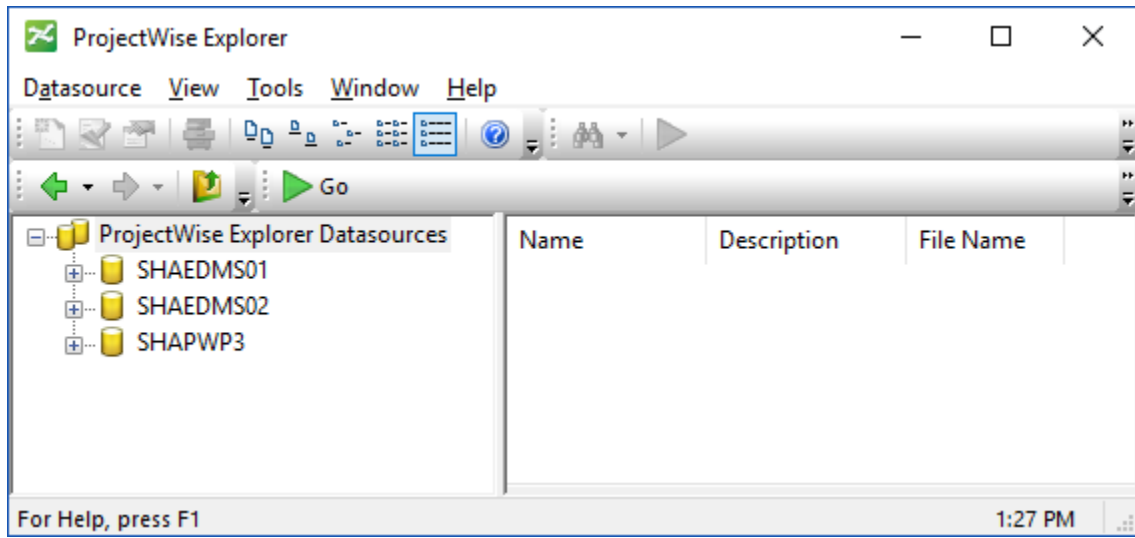 ProjectWise Explorer
Datasource View Tools Window Help
Go
ProjectWise Explorer Datasources
SHAEDMS01
SHAEDMS02
SHAPWP3
Name Description File Name
For Help, press F1 1:27 PM